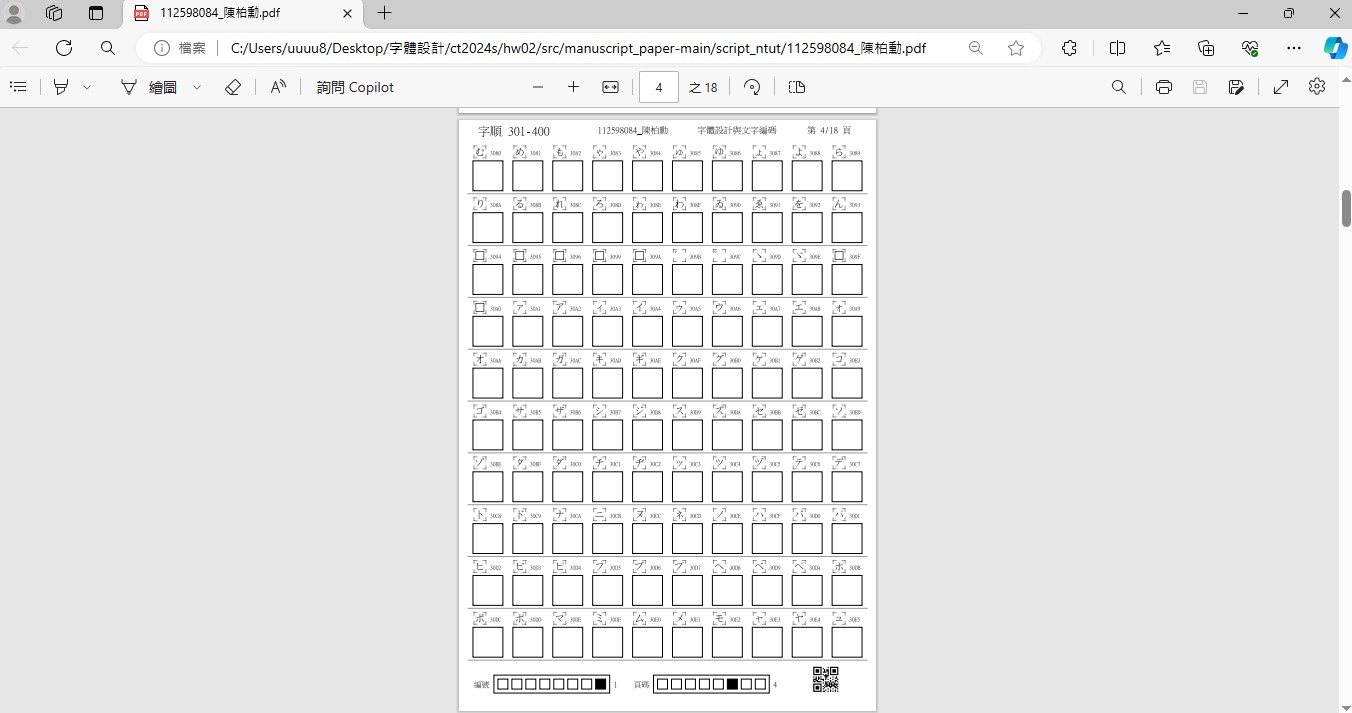 112598084_陳柏勳.pdf
檔案 C:/Users/uuuu8/Desktop/字體設計/ct2024s/hw02/src/manuscript_paper-main/script_ntut/112598084_陳柏勳.pdf
繪圖 詢問 Copilot 4 之 18
字順 301-400 112598084_陳柏勳 字體設計與文字編碼 第 4/18 頁
む 3080 め 3081 も 3082 ゃ 3083 や 3084 ゅ 3085 ゆ 3086 ょ 3087 よ 3088 ら 3089
り 308A る 308B れ 308C ろ 308D ゎ 308E わ 308F ゐ 3090 ゑ 3091 を 3092 ん 3093
3094 3095 3096 3099 309A 309B 309C ゝ 309D ゞ 309E 309F
30A0 ァ 30A1 ア 30A2 ィ 30A3 イ 30A4 ゥ 30A5 ウ 30A6 ェ 30A7 エ 30A8 ォ 30A9
オ 30AA カ 30AB ガ 30AC キ 30AD ギ 30AE ク 30AF グ 30B0 ケ 30B1 ゲ 30B2 コ 30B3
ゴ 30B4 サ 30B5 ザ 30B6 シ 30B7 ジ 30B8 ス 30B9 ズ 30BA セ 30BB ゼ 30BC ソ 30BD
ゾ 30BE タ 30BF ダ 30C0 チ 30C1 ヂ 30C2 ッ 30C3 ツ 30C4 ヅ 30C5 テ 30C6 デ 30C7
ト 30C8 ド 30C9 ナ 30CA ニ 30CB ヌ 30CC ネ 30CD ノ 30CE ハ 30CF バ 30D0 パ 30D1
ヒ 30D2 ビ 30D3 ピ 30D4 フ 30D5 ブ 30D6 プ 30D7 ヘ 30D8 ベ 30D9 ペ 30DA ホ 30DB
ボ 30DC ポ 30DD マ 30DE ミ 30DF ム 30E0 メ 30E1 モ 30E2 ャ 30E3 ヤ 30E4 ュ 30E5
編號 1 頁碼 4